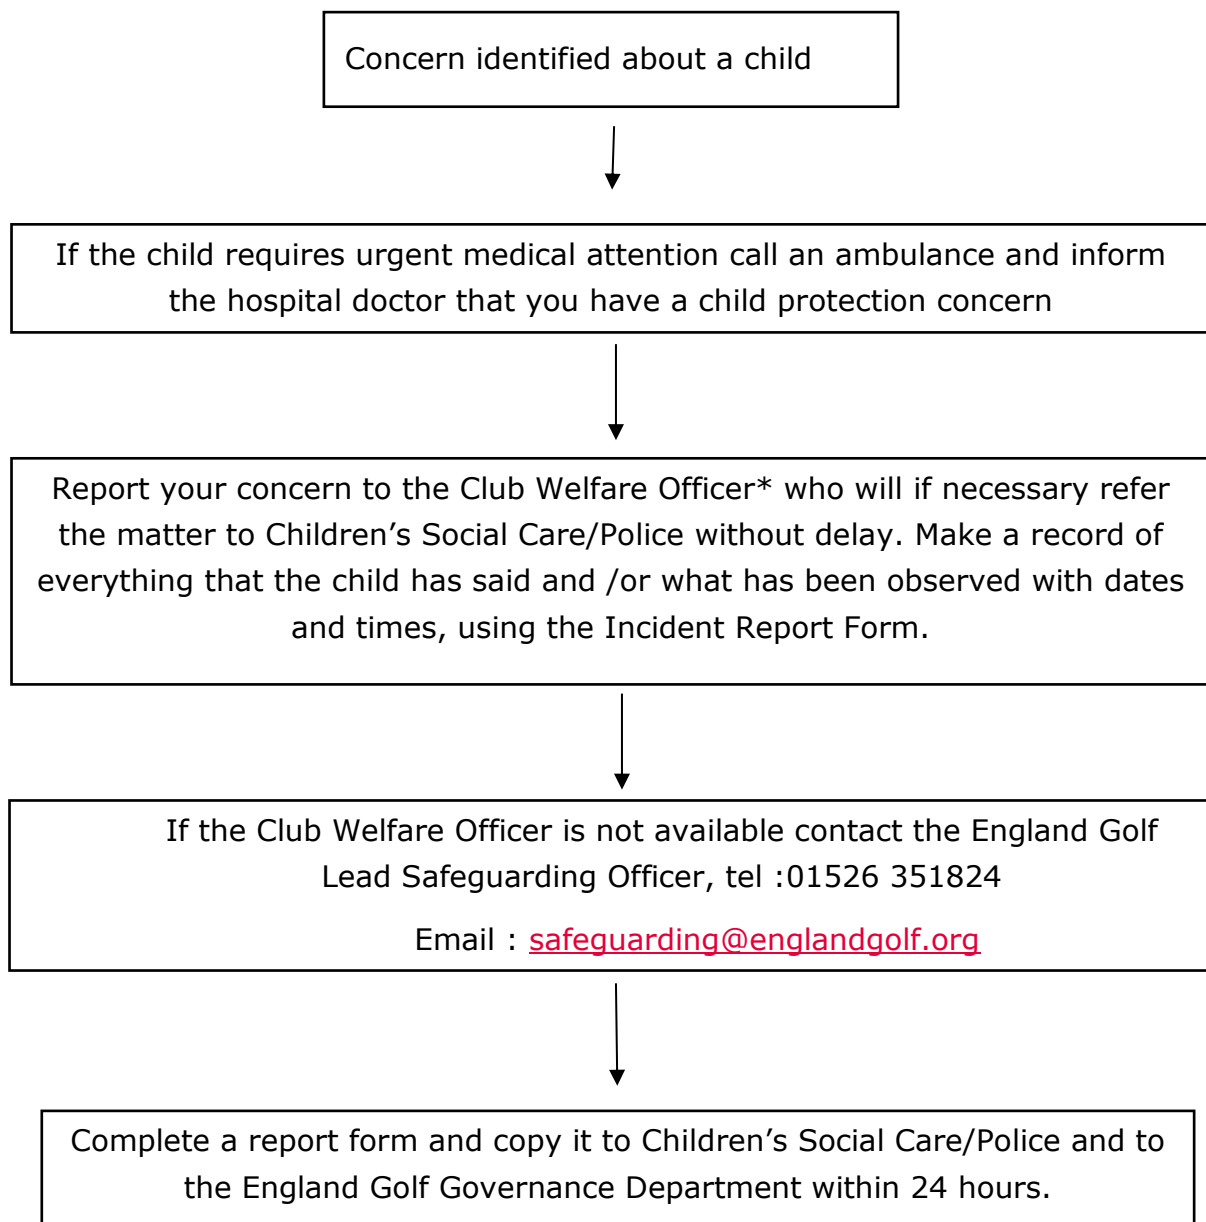 Concern identified about a child
If the child requires urgent medical attention call an ambulance and inform
the hospital doctor that you have a child protection concern
Report your concern to the Club Welfare Officer* who will if necessary refer
the matter to Children’s Social Care/Police without delay. Make a record of
everything that the child has said and /or what has been observed with dates
and times, using the Incident Report Form.
If the Club Welfare Officer is not available contact the England Golf
Lead Safeguarding Officer, tel :01526 351824
Email : safeguarding@englandgolf.org
Complete a report form and copy it to Children’s Social Care/Police and to
the England Golf Governance Department within 24 hours.